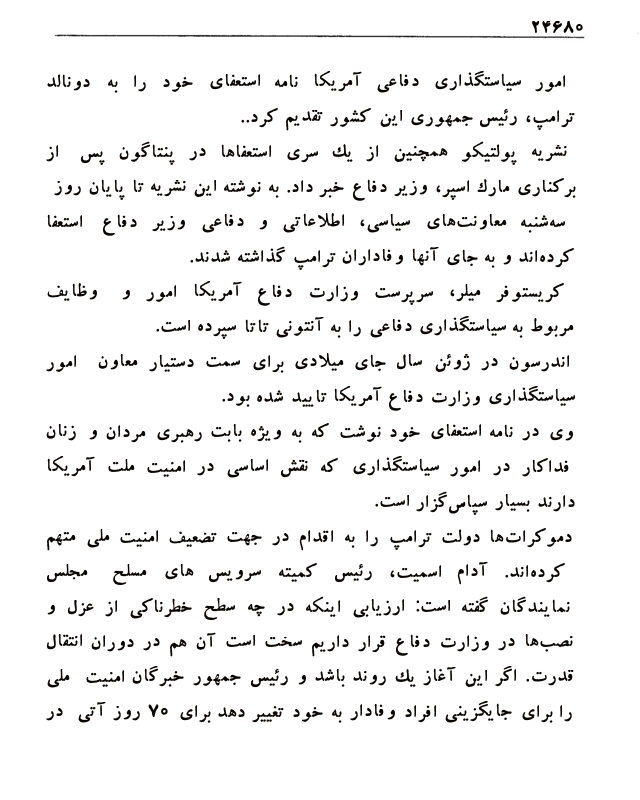 ۲۴۶۸۰
امور سیاستگذاری دفاعی آمریکا نامه استعفای خود را به دونالد
ترامپ، رئیس جمهوری این کشور تقدیم کرد..
نشریه پولتیکو همچنین از یك سری استعفاها در پنتاگون پس از
برکناری مارك اسپر، وزیر دفاع خبر داد. به نوشته این نشریه تا پایان روز
سه‌شنبه معاونت‌های سیاسی، اطلاعاتی و دفاعی وزیر دفاع استعفا
کرده‌اند و به جای آنها وفاداران ترامپ گذاشته شدند.
کریستوفر میلر، سرپرست وزارت دفاع آمریکا امور و وظایف
مربوط به سیاستگذاری دفاعی را به آنتونی تاتا سپرده است.
اندرسون در ژوئن سال جای میلادی برای سمت دستیار معاون امور
سیاستگذاری وزارت دفاع آمریکا تایید شده بود.
وی در نامه استعفای خود نوشت که به ویژه بابت رهبری مردان و زنان
فداکار در امور سیاستگذاری که نقش اساسی در امنیت ملت آمریکا
دارند بسیار سپاس‌گزار است.
دموکرات‌ها دولت ترامپ را به اقدام در جهت تضعیف امنیت ملی متهم
کرده‌اند. آدام اسمیت، رئیس کمیته سرویس های مسلح مجلس
نمایندگان گفته است: ارزیابی اینکه در چه سطح خطرناکی از عزل و
نصب‌ها در وزارت دفاع قرار داریم سخت است آن هم در دوران انتقال
قدرت. اگر این آغاز یك روند باشد و رئیس جمهور خبرگان امنیت ملی
را برای جایگزینی افراد وفادار به خود تغییر دهد برای ۷۰ روز آتی در